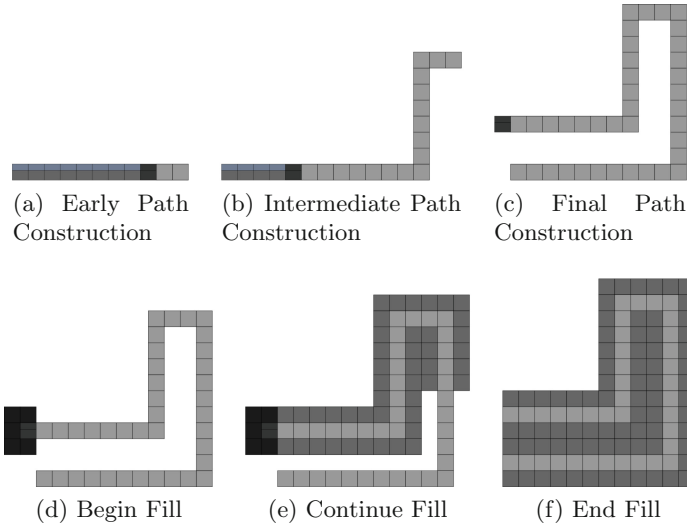 (a) Early Path
Construction
(b) Intermediate Path
Construction
(c) Final Path
Construction
(d) Begin Fill
(e) Continue Fill
(f) End Fill